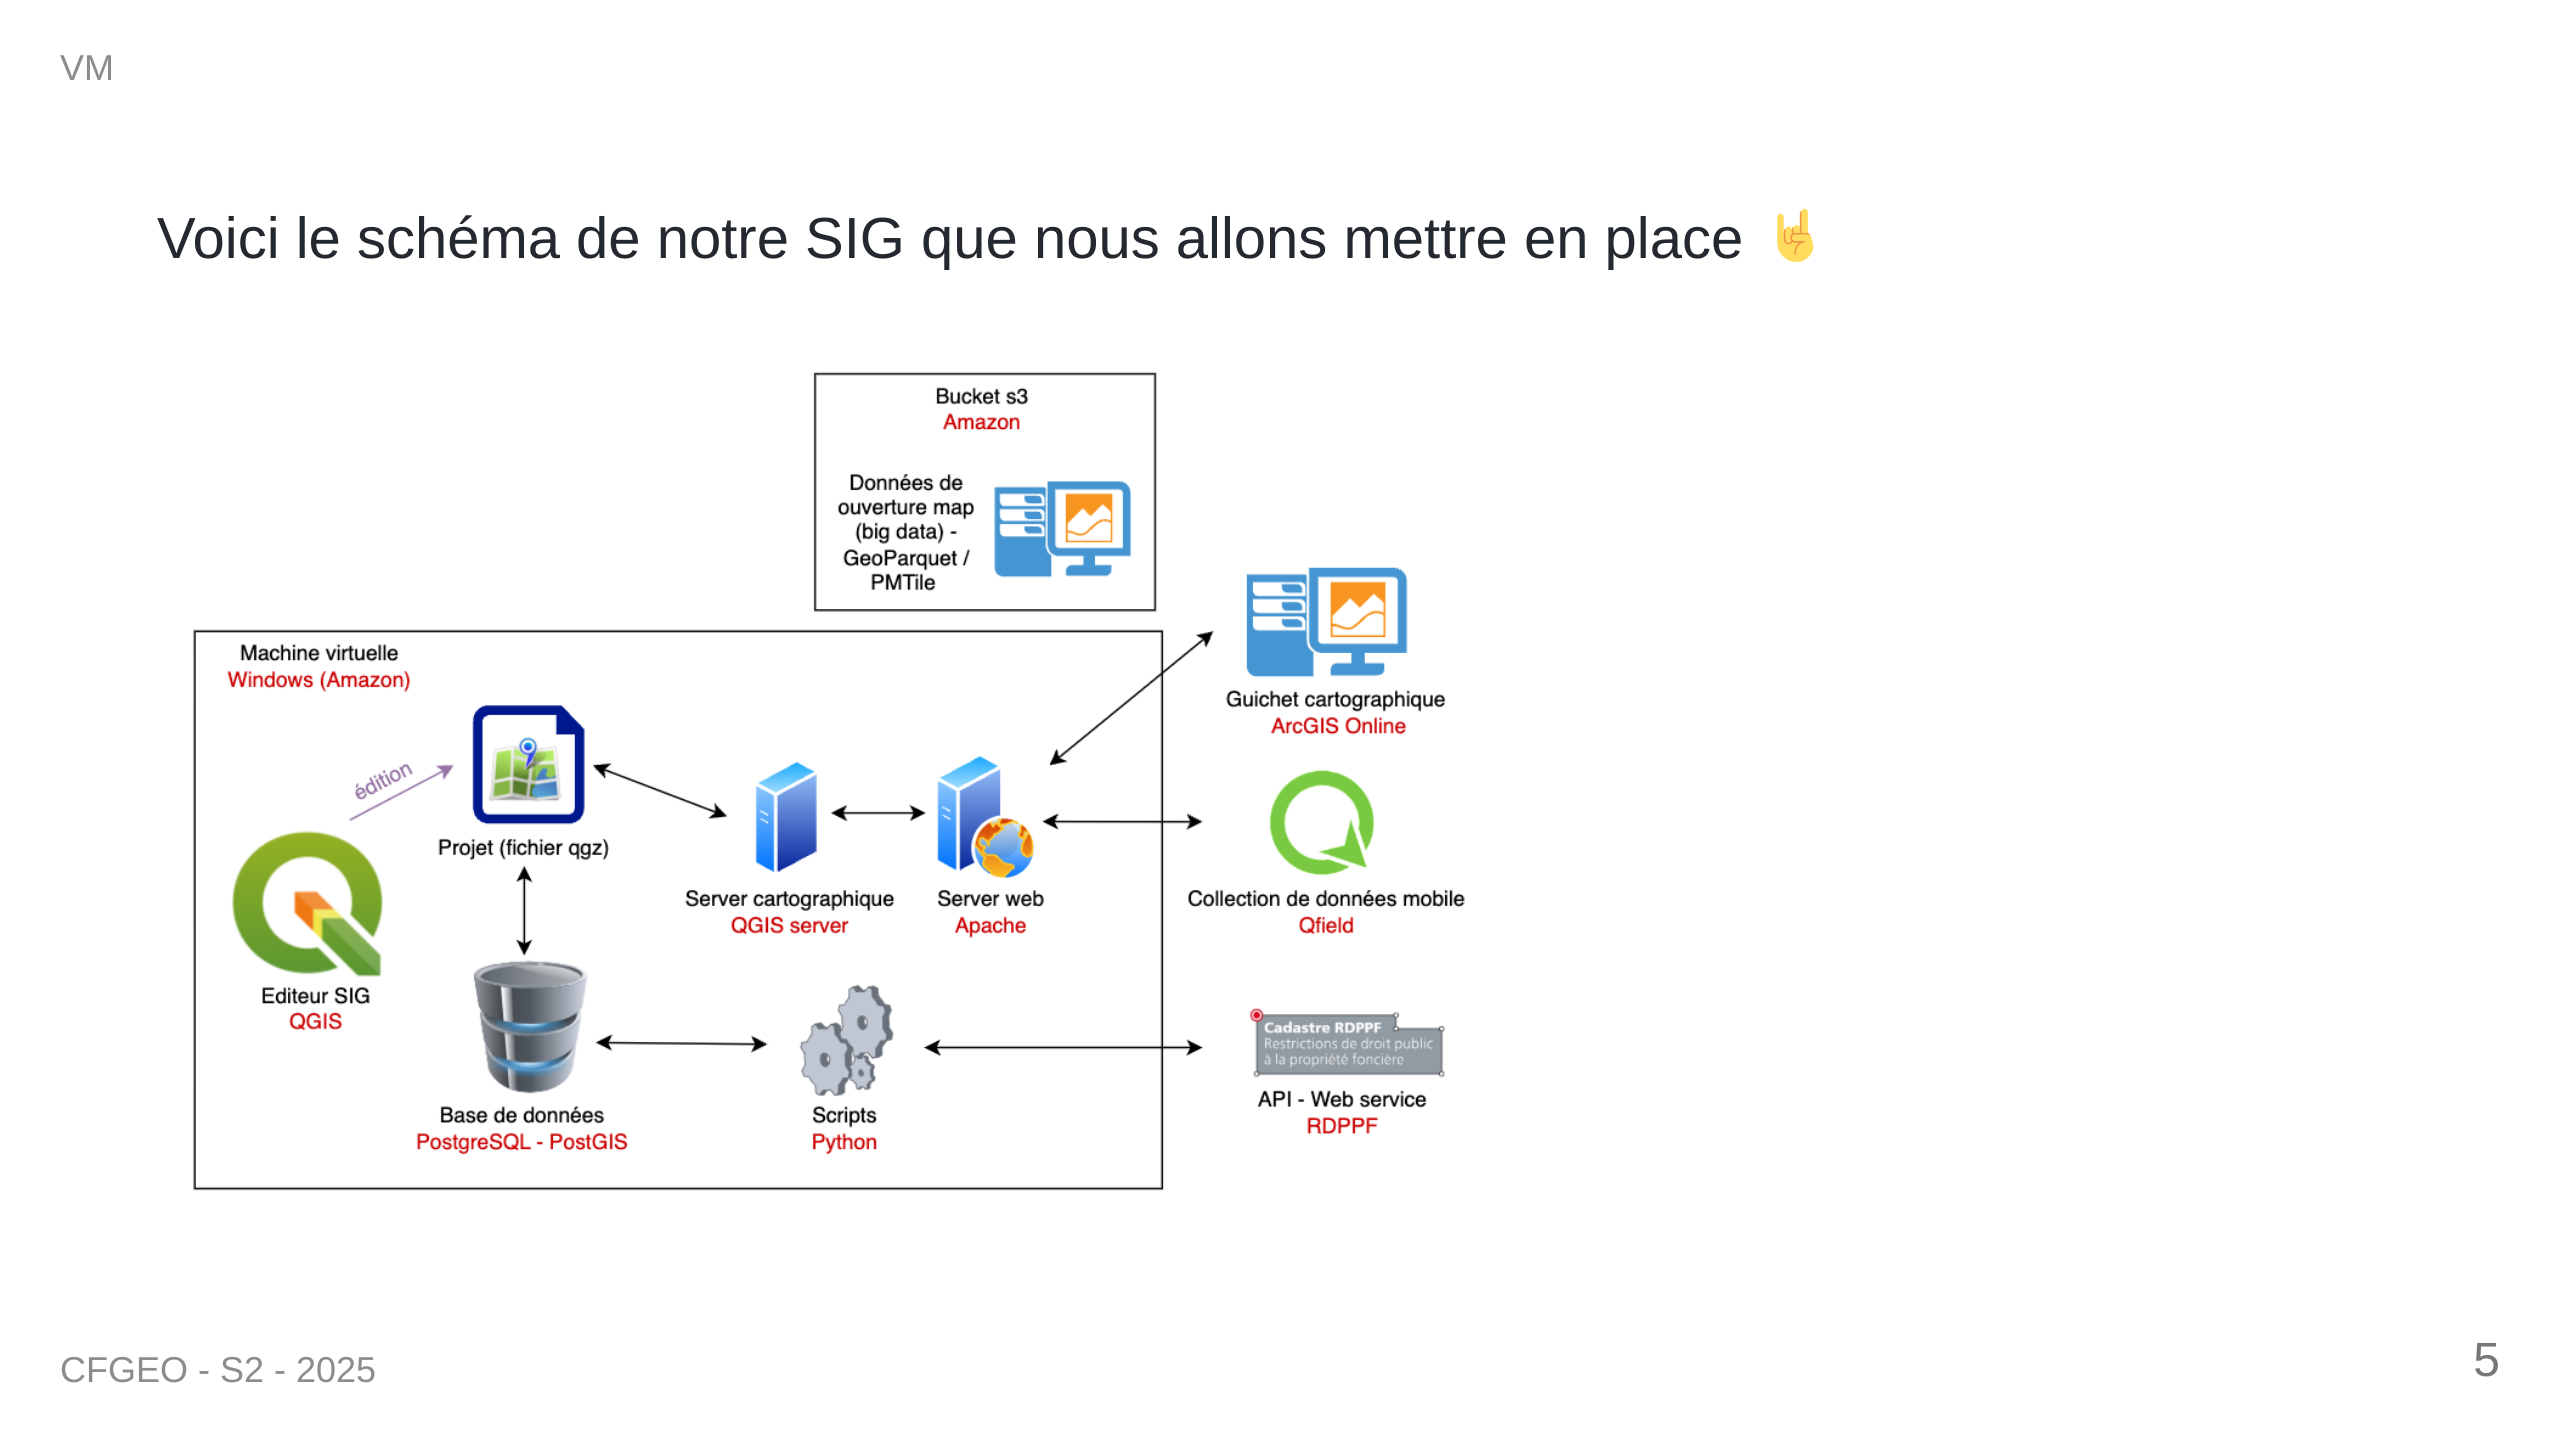 VM
Voici le schéma de notre SIG que nous allons mettre en place 🤘
Bucket s3
Amazon
Données de
ouverture map
(big data) -
GeoParquet /
PMTile
Machine virtuelle
Windows (Amazon)
édition
Projet (fichier qgz)
Editeur SIG
QGIS
Base de données
PostgreSQL - PostGIS
Server cartographique
QGIS server
Server web
Apache
Scripts
Python
Guichet cartographique
ArcGIS Online
Collection de données mobile
Qfield
Cadastre RDPPF
Restrictions de droit public
à la propriété foncière
API - Web service
RDPPF
CFGEO - S2 - 2025
5